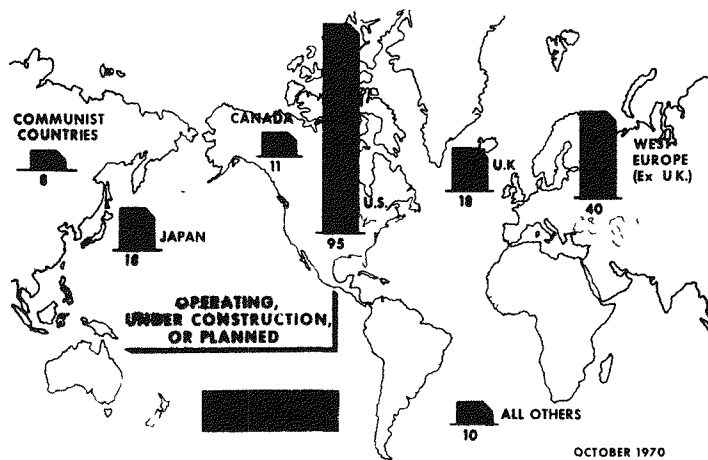 COMMUNIST
COUNTRIES
8
JAPAN
18
CANADA
11
U.S.
95
U.K
18
WEST
EUROPE
(Ex U.K.)
40
OPERATING,
UNDER CONSTRUCTION,
OR PLANNED
ALL OTHERS
10
OCTOBER 1970